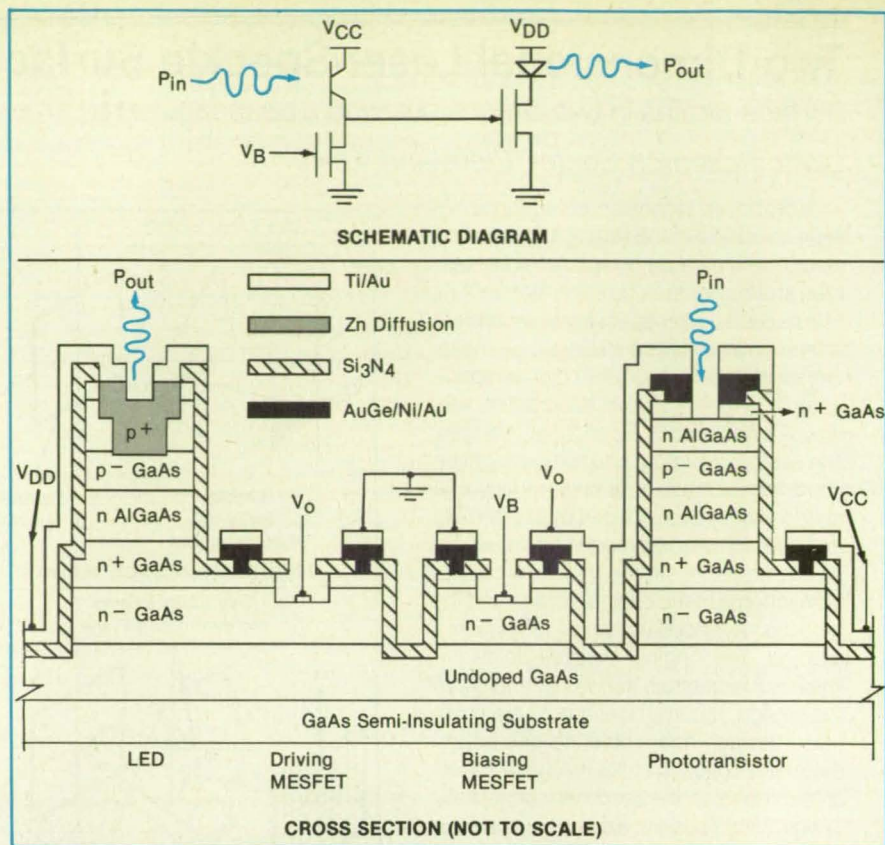 VCC
VDD
Pin
Pout
VB
SCHEMATIC DIAGRAM
Pout
Ti/Au
Pin
Zn Diffusion
Si3N4
AuGe/Ni/Au
n+ GaAs
p+
n AlGaAs
VDD
p− GaAs
p− GaAs
VCC
Vo
VB
Vo
n AlGaAs
n AlGaAs
n+ GaAs
n+ GaAs
n− GaAs
n− GaAs
n− GaAs
Undoped GaAs
GaAs Semi-Insulating Substrate
LED
Driving
MESFET
Biasing
MESFET
Phototransistor
CROSS SECTION (NOT TO SCALE)